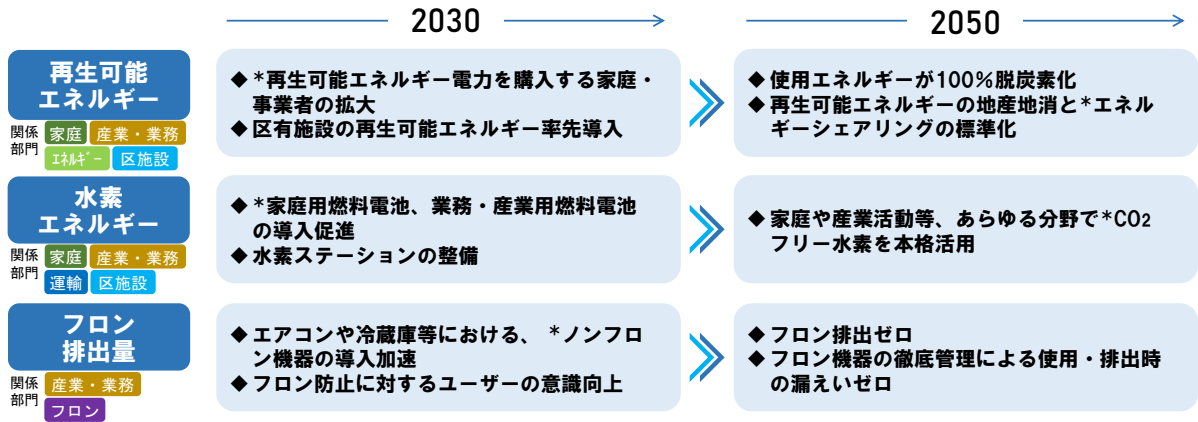 2030
2050
再生可能
エネルギー
関係
部門
家庭
産業・業務
ｴﾈﾙｷﾞｰ
区施設
◆*再生可能エネルギー電力を購入する家庭・
事業者の拡大
◆区有施設の再生可能エネルギー率先導入
◆使用エネルギーが100%脱炭素化
◆再生可能エネルギーの地産地消と*エネル
ギーシェアリングの標準化
水素
エネルギー
関係
部門
家庭
産業・業務
運輸
区施設
◆*家庭用燃料電池、業務・産業用燃料電池
の導入促進
◆水素ステーションの整備
◆家庭や産業活動等、あらゆる分野で*CO2
フリー水素を本格活用
フロン
排出量
関係
部門
産業・業務
フロン
◆エアコンや冷蔵庫等における、 *ノンフロ
ン機器の導入加速
◆フロン防止に対するユーザーの意識向上
◆フロン排出ゼロ
◆フロン機器の徹底管理による使用・排出時
の漏えいゼロ